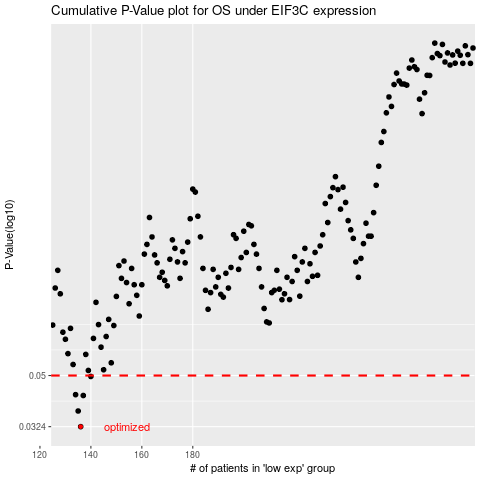 Cumulative P-Value plot for OS under EIF3C expression
P-Value(log10)
0.05
0.0324
optimized
120 140 160 180
# of patients in 'low exp' group